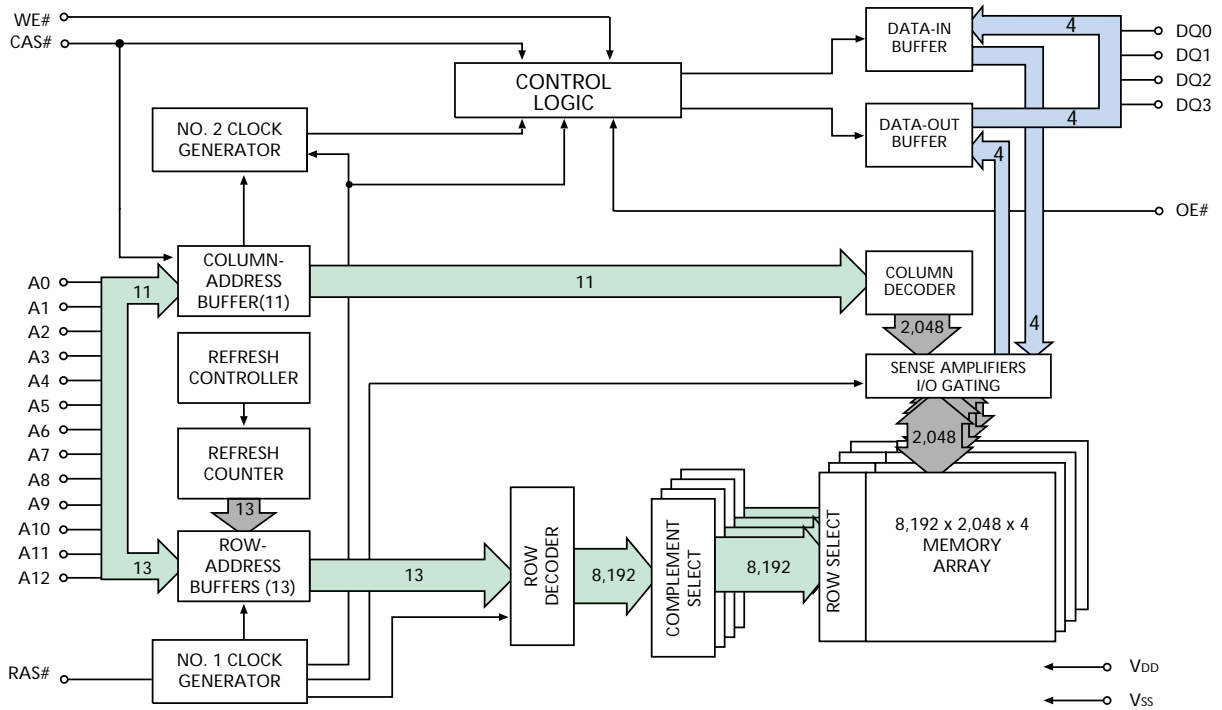 WE#
CAS#
CONTROL
LOGIC
DATA-IN
BUFFER
4
DQ0
DQ1
DQ2
DQ3
NO. 2 CLOCK
GENERATOR
DATA-OUT
BUFFER
4
4
OE#
A0
A1
A2
A3
A4
A5
A6
A7
A8
A9
A10
A11
A12
11
COLUMN-
ADDRESS
BUFFER(11)
11
COLUMN
DECODER
2,048
4
REFRESH
CONTROLLER
SENSE AMPLIFIERS
I/O GATING
2,048
REFRESH
COUNTER
13
13
ROW-
ADDRESS
BUFFERS (13)
13
ROW
DECODER
8,192
COMPLEMENT
SELECT
8,192
ROW SELECT
8,192 x 2,048 x 4
MEMORY
ARRAY
RAS#
NO. 1 CLOCK
GENERATOR
VDD
VSS